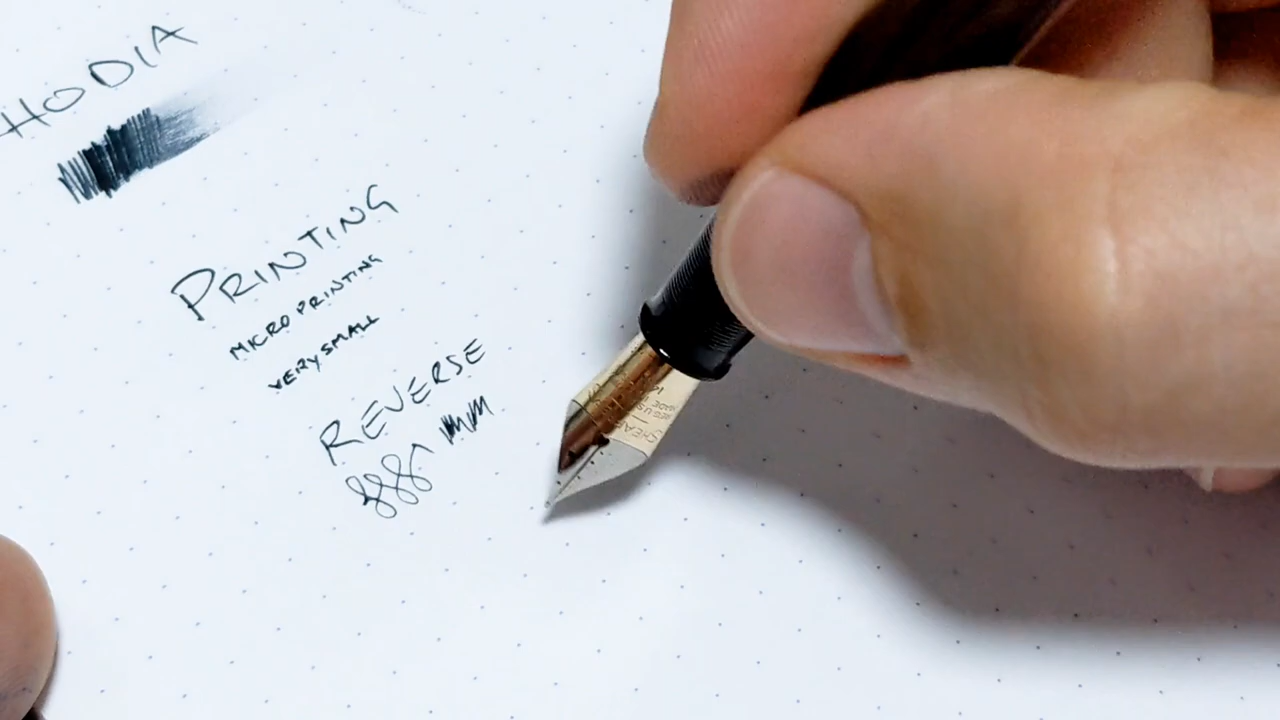 HODIA
PRINTING
MICRO PRINTING
VERY SMALL
REVERSE